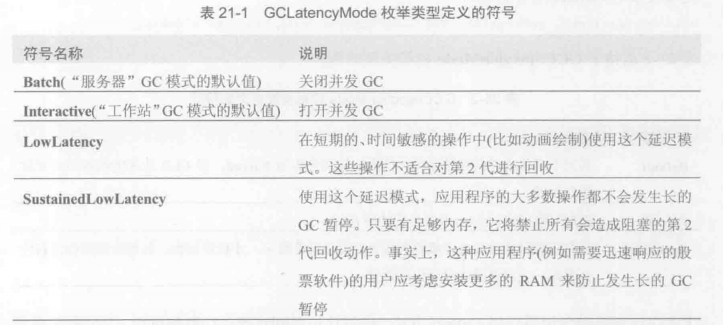 表 21-1 GCLatencyMode 枚举类型定义的符号
符号名称 说明
Batch(“服务器”GC 模式的默认值) 关闭并发 GC
Interactive(“工作站”GC 模式的默认值) 打开并发 GC
LowLatency 在短期的、时间敏感的操作中(比如动画绘制)使用这个延迟模
式。这些操作不适合对第 2 代进行回收
SustainedLowLatency 使用这个延迟模式，应用程序的大多数操作都不会发生长的
GC 暂停。只要有足够内存，它将禁止所有会造成阻塞的第 2
代回收动作。事实上，这种应用程序(例如需要迅速响应的股
票软件)的用户应考虑安装更多的 RAM 来防止发生长的 GC
暂停